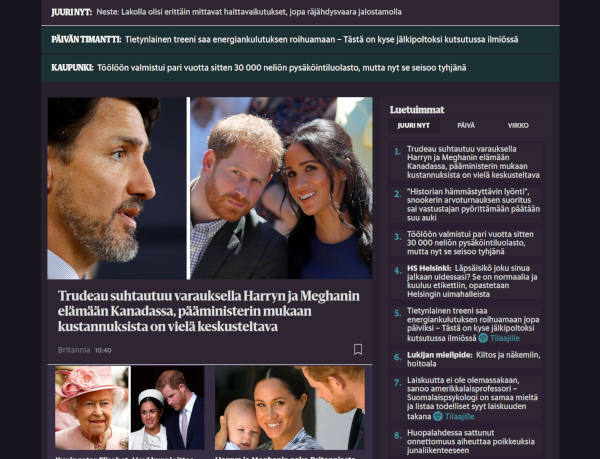 JUURI NYT: Neste: Lakolla olisi erittäin mittavat haittavaikutukset, jopa räjähdysvaara jalostamolla
PÄIVÄN TIMANTTI: Tietynlainen treeni saa energiankulutuksen roihuamaan – Tästä on kyse jälkipoltoksi kutsutussa ilmiössä
KAUPUNKI: Töölöön valmistui pari vuotta sitten 30 000 neliön pysäköintiluolasto, mutta nyt se seisoo tyhjänä
Trudeau suhtautuu varauksella Harryn ja Meghanin
elämään Kanadassa, pääministerin mukaan
kustannuksista on vielä keskusteltava
Britannia 10:40
Luetuimmat
JUURI NYT PÄIVÄ VIIKKO
1. Trudeau suhtautuu varauksella
Harryn ja Meghanin elämään
Kanadassa, pääministerin mukaan
kustannuksista on vielä keskusteltava
2. "Historian hämmästyttävin lyönti",
snookerin arvoturnauksen suoritus
sai vastustajan pyörittämään päätään
suu auki
3. Töölöön valmistui pari vuotta sitten
30 000 neliön pysäköintiluolasto,
mutta nyt se seisoo tyhjänä
4. HS Helsinki: Läpsäisikö joku sinua
jalkaan uidessasi? Se on normaalia ja
kuuluu etikettiin, opastetaan
Helsingin uimahalleista
5. Tietynlainen treeni saa
energiankulutuksen roihuamaan jopa
päiviksi – Tästä on kyse jälkipoltoksi
kutsutussa ilmiössä Tilaajille
6. Lukijan mielipide: Kiitos ja näkemiin,
hoitoala
7. Laiskuutta ei ole olemassakaan,
sanoo amerikkalaisprofessori –
Suomalaispsykologi on samaa mieltä
ja listaa todelliset syyt laiskuuden
takana Tilaajille
8. Huopalahdessa sattunut
onnettomuus aiheuttaa poikkeuksia
junaliikenteeseen